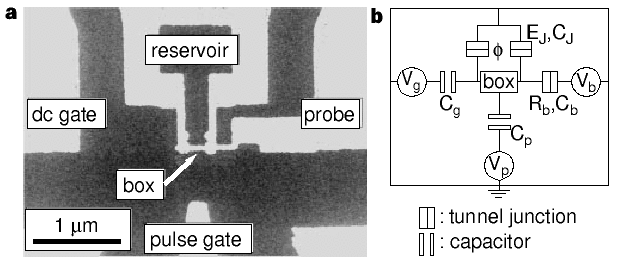 a
reservoir
dc gate
probe
box
1 μm
pulse gate
b
E_J,C_J
ϕ
V_g
box
V_b
C_g
R_b,C_b
C_p
V_p
: tunnel junction
: capacitor